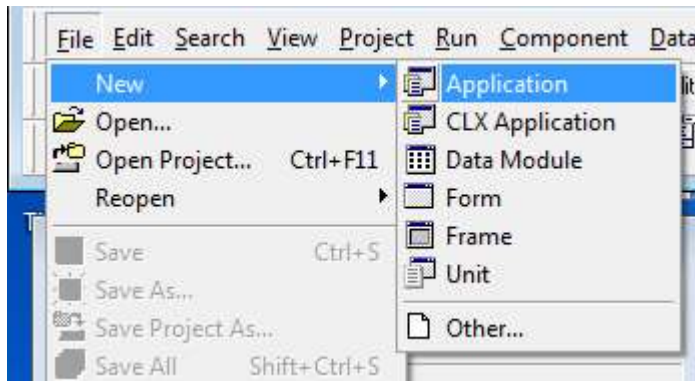 File Edit Search View Project Run Component Data
New
Open...
Open Project... Ctrl+F11
Reopen
Save Ctrl+S
Save As...
Save Project As...
Save All Shift+Ctrl+S
Application
CLX Application
Data Module
Form
Frame
Unit
Other...